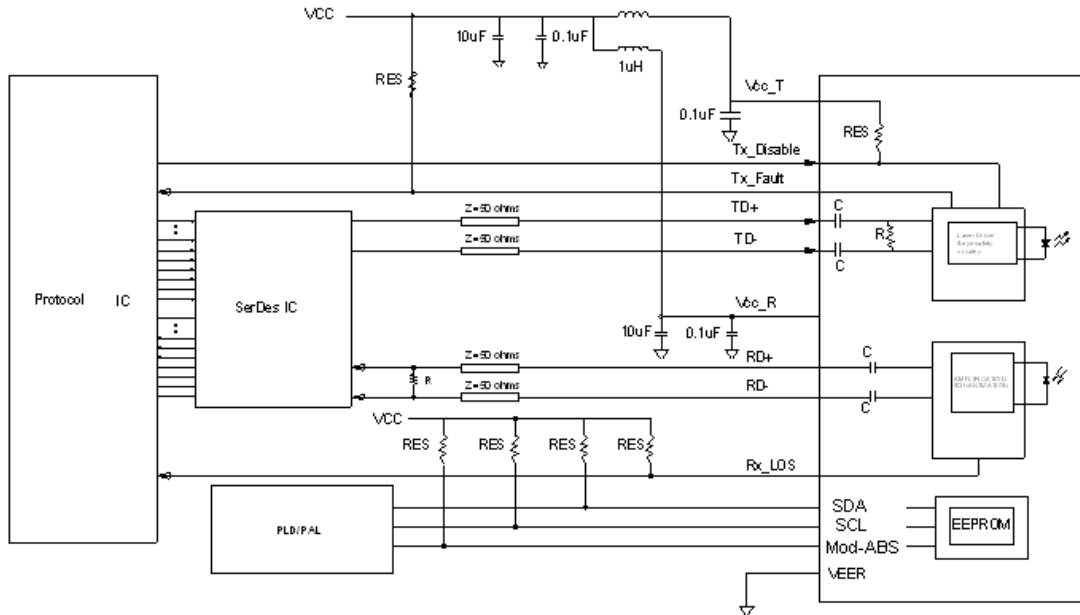 VCC
10uF
0.1uF
RES
1uH
Vcc_T
0.1uF
RES
Tx_Disable
Tx_Fault
Z=50 ohms
TD+
C
Z=50 ohms
TD-
R
C
Protocol IC
SerDes IC
Vcc_R
10uF
0.1uF
Z=50 ohms
RD+
C
R
Z=50 ohms
RD-
C
VCC
RES
RES
RES
RES
Rx_LOS
PLD/PAL
SDA
SCL
Mod-ABS
EEPROM
VEER